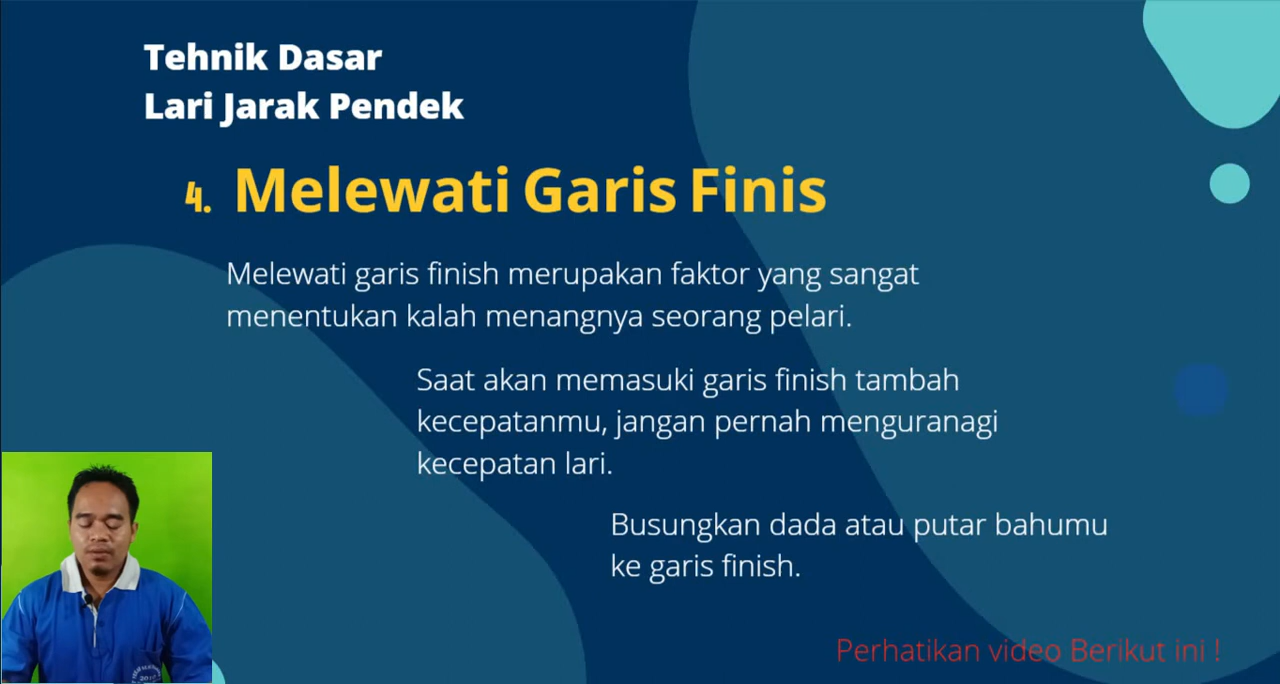 Tehnik Dasar
Lari Jarak Pendek
4. Melewati Garis Finis
Melewati garis finish merupakan faktor yang sangat
menentukan kalah menangnya seorang pelari.
Saat akan memasuki garis finish tambah
kecepatanmu, jangan pernah menguranagi
kecepatan lari.
Busungkan dada atau putar bahumu
ke garis finish.
Perhatikan video Berikut ini !